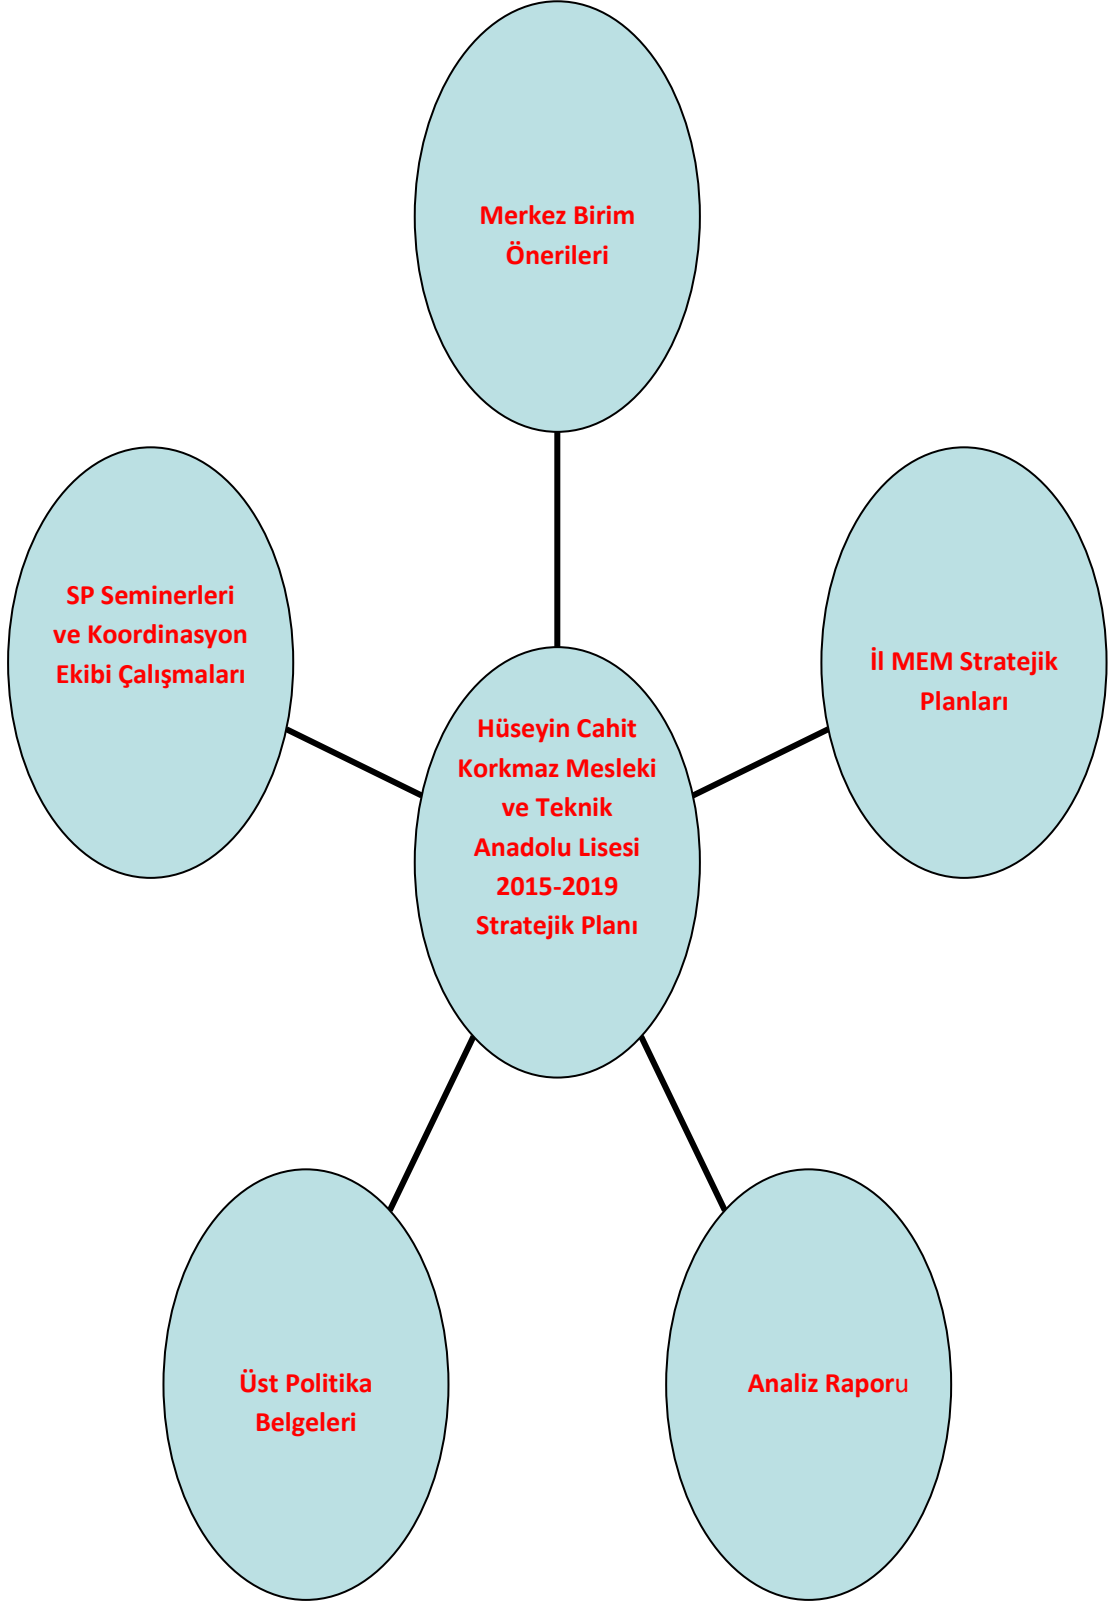 Merkez Birim
Önerileri
SP Seminerleri
ve Koordinasyon
Ekibi Çalışmaları
İl MEM Stratejik
Planları
Hüseyin Cahit
Korkmaz Mesleki
ve Teknik
Anadolu Lisesi
2015-2019
Stratejik Planı
Üst Politika
Belgeleri
Analiz Raporu